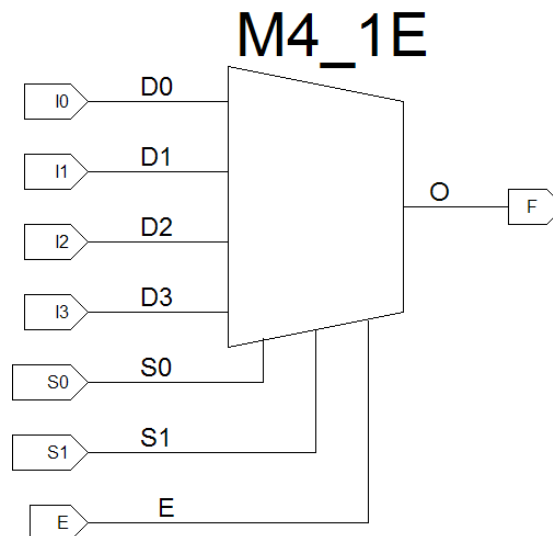 M4_1E
I0 D0
I1 D1
O
F
I2 D2
I3 D3
S0 S0
S1 S1
E E